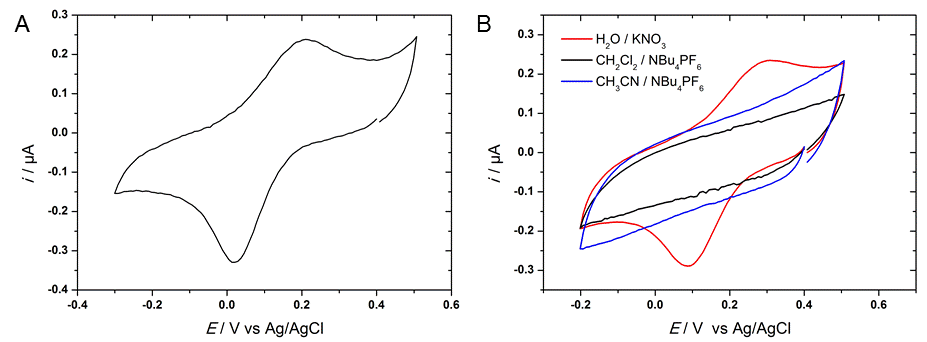 A
0.3
0.2
0.1
0.0
-0.1
-0.2
-0.3
-0.4
i / µA
-0.4 -0.2 0.0 0.2 0.4 0.6
E / V vs Ag/AgCl
B
0.3
0.2
0.1
0.0
-0.1
-0.2
-0.3
i / µA
H2O / KNO3
CH2Cl2 / NBu4PF6
CH3CN / NBu4PF6
-0.2 0.0 0.2 0.4 0.6
E / V vs Ag/AgCl